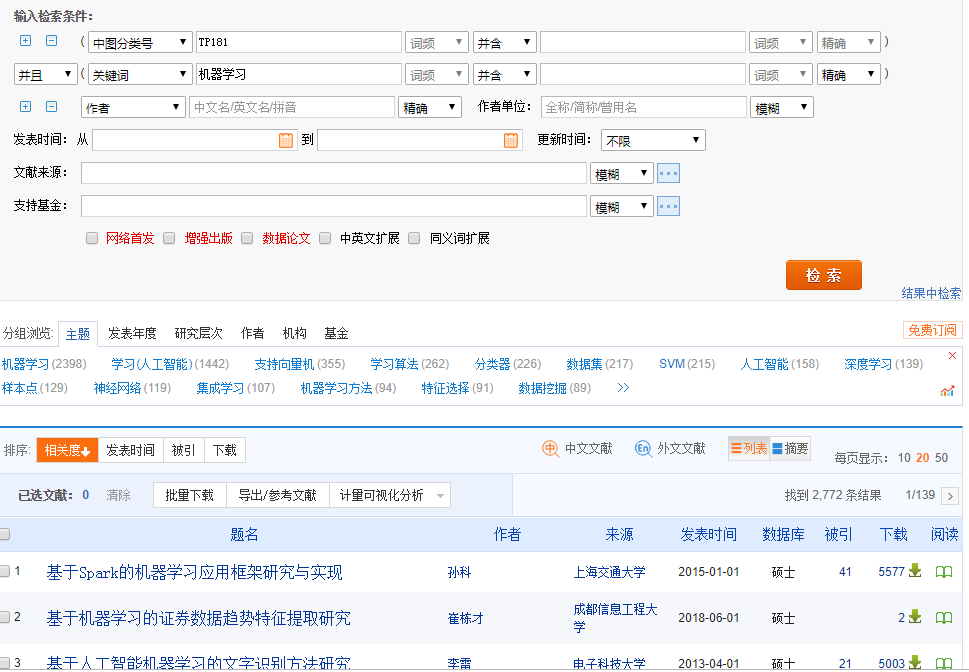 输入检索条件:
( 中图分类号 TP181 词频 并含 词频 精确 )
并且 ( 关键词 机器学习 词频 并含 词频 精确 )
作者 中文名/英文名/拼音 精确 作者单位: 全称/简称/曾用名 模糊
发表时间: 从 到 更新时间: 不限
文献来源: 模糊
支持基金: 模糊
网络首发 增强出版 数据论文 中英文扩展 同义词扩展
检索
结果中检索
分组浏览: 主题 发表年度 研究层次 作者 机构 基金 免费订阅
机器学习(2398) 学习(人工智能)(1442) 支持向量机(355) 学习算法(262) 分类器(226) 数据集(217) SVM(215) 人工智能(158) 深度学习(139)
样本点(129) 神经网络(119) 集成学习(107) 机器学习方法(94) 特征选择(91) 数据挖掘(89) >>
排序: 相关度 发表时间 被引 下载 中 中文文献 En 外文文献 列表 摘要 每页显示: 10 20 50
已选文献: 0 清除 批量下载 导出/参考文献 计量可视化分析 找到 2,772 条结果 1/139 >
题名 作者 来源 发表时间 数据库 被引 下载 阅读
1 基于Spark的机器学习应用框架研究与实现 孙科 上海交通大学 2015-01-01 硕士 41 5577
2 基于机器学习的证券数据趋势特征提取研究 崔栋才 成都信息工程大学 2018-06-01 硕士 2
3 基于人工智能机器学习的文字识别方法研究 李雷 电子科技大学 2013-04-01 硕士 21 5003